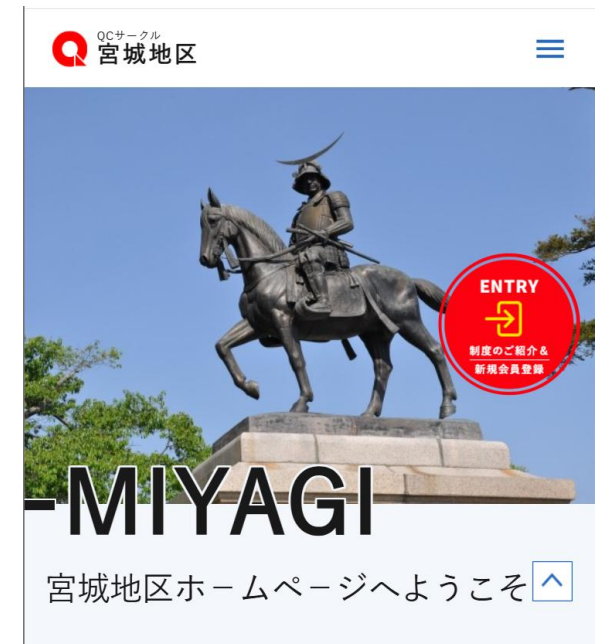 QCサークル
宮城地区
ENTRY
制度のご紹介&
新規会員登録
-MIYAGI
宮城地区ホームページへようこそ